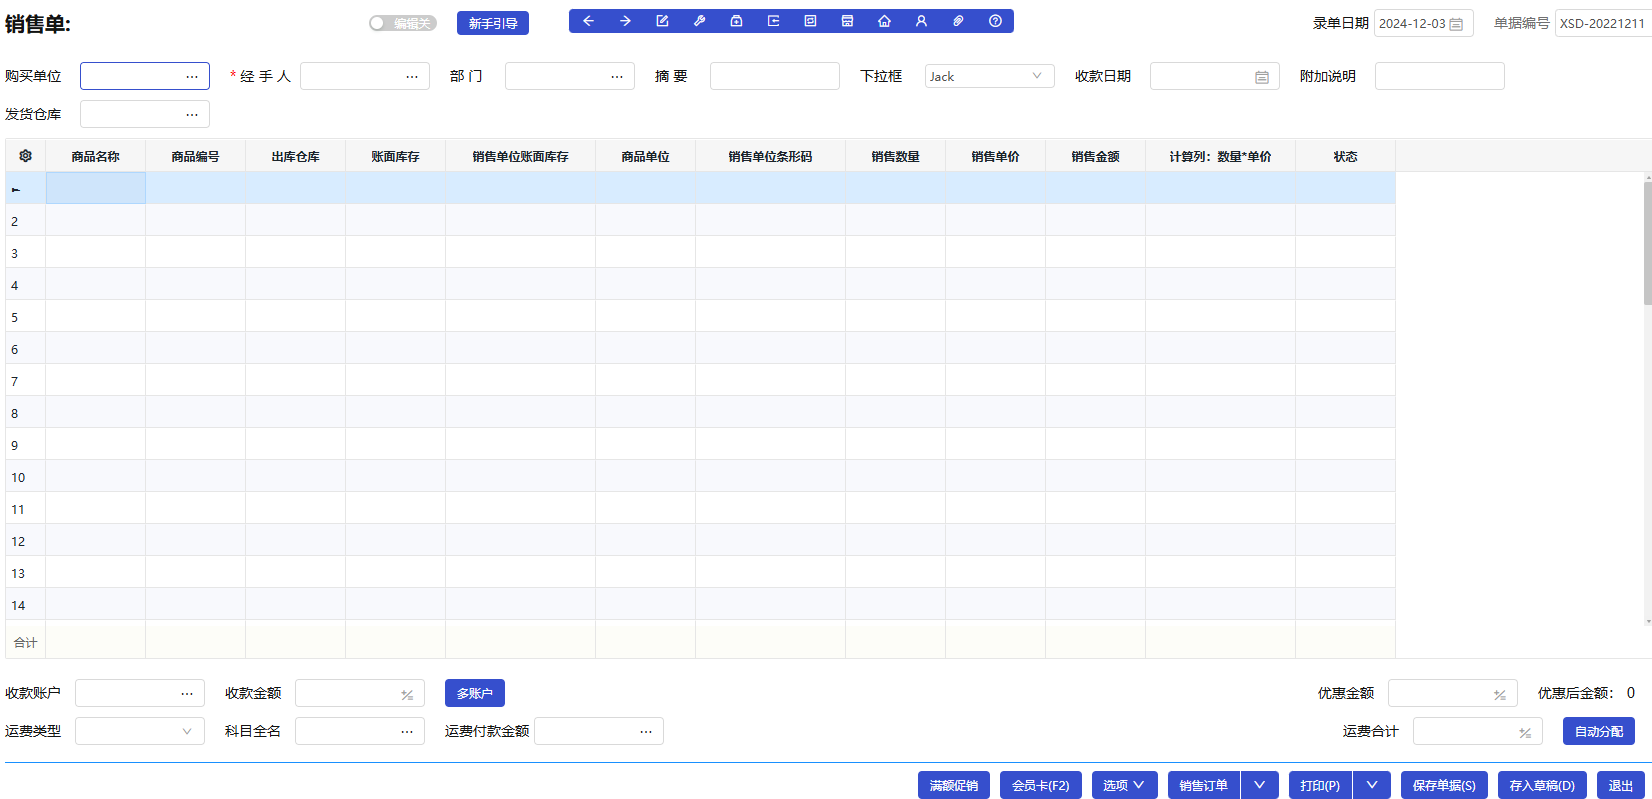 销售单:
编辑关
新手引导
录单日期 2024-12-03 单据编号 XSD-20221211
购买单位 ... * 经 手 人 ... 部 门 ... 摘 要 下拉框 Jack 收款日期 附加说明
发货仓库 ...
商品名称 商品编号 出库仓库 账面库存 销售单位账面库存 商品单位 销售单位条形码 销售数量 销售单价 销售金额 计算列：数量*单价 状态
2
3
4
5
6
7
8
9
10
11
12
13
14
合计
收款账户 ... 收款金额 多账户 优惠金额 优惠后金额： 0
运费类型 科目全名 ... 运费付款金额 ... 运费合计 自动分配
满额促销 会员卡(F2) 选项 销售订单 打印(P) 保存单据(S) 存入草稿(D) 退出